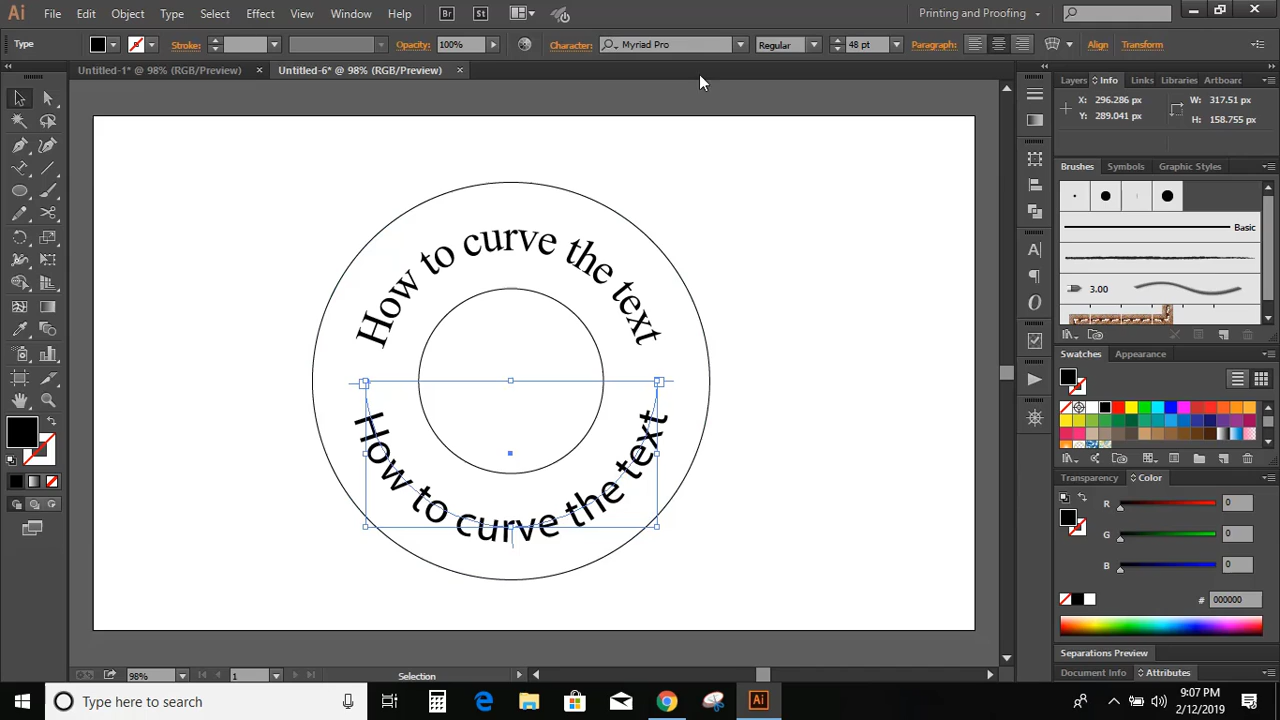 Ai File Edit Object Type Select Effect View Window Help Br St Printing and Proofing
Type Stroke: Opacity: 100% Character: Myriad Pro Regular 48 pt Paragraph: Align Transform
Untitled-1* @ 98% (RGB/Preview) × Untitled-6* @ 98% (RGB/Preview) ×
Layers Info Links Libraries Artboard
X: 296.286 px W: 317.51 px
Y: 289.041 px H: 158.755 px
Brushes Symbols Graphic Styles
Basic
3.00
Swatches Appearance
Transparency Color
R 0
G 0
B 0
# 000000
Separations Preview
Document Info Attributes
How to curve the text
How to curve the text
98% 1 Selection
Type here to search
Ai
9:07 PM
2/12/2019